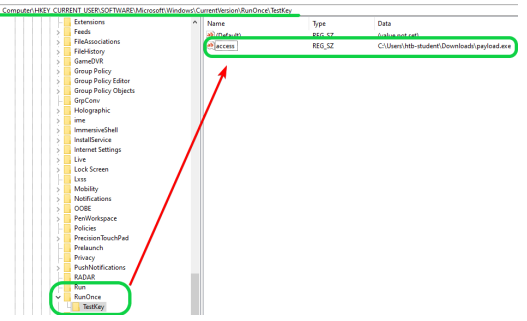 Computer\HKEY_CURRENT_USER\SOFTWARE\Microsoft\Windows\CurrentVersion\RunOnce\TestKey
Extensions
Feeds
FileAssociations
FileHistory
GameDVR
Group Policy
Group Policy Editor
Group Policy Objects
GrpConv
Holographic
ime
ImmersiveShell
InstallService
Internet Settings
Live
Lock Screen
Lxss
Mobility
Notifications
OOBE
PenWorkspace
Policies
PrecisionTouchPad
Prelaunch
Privacy
PushNotifications
RADAR
Run
RunOnce
TestKey
Name Type Data
(Default) REG_SZ (value not set)
access REG_SZ C:\Users\htb-student\Downloads\payload.exe